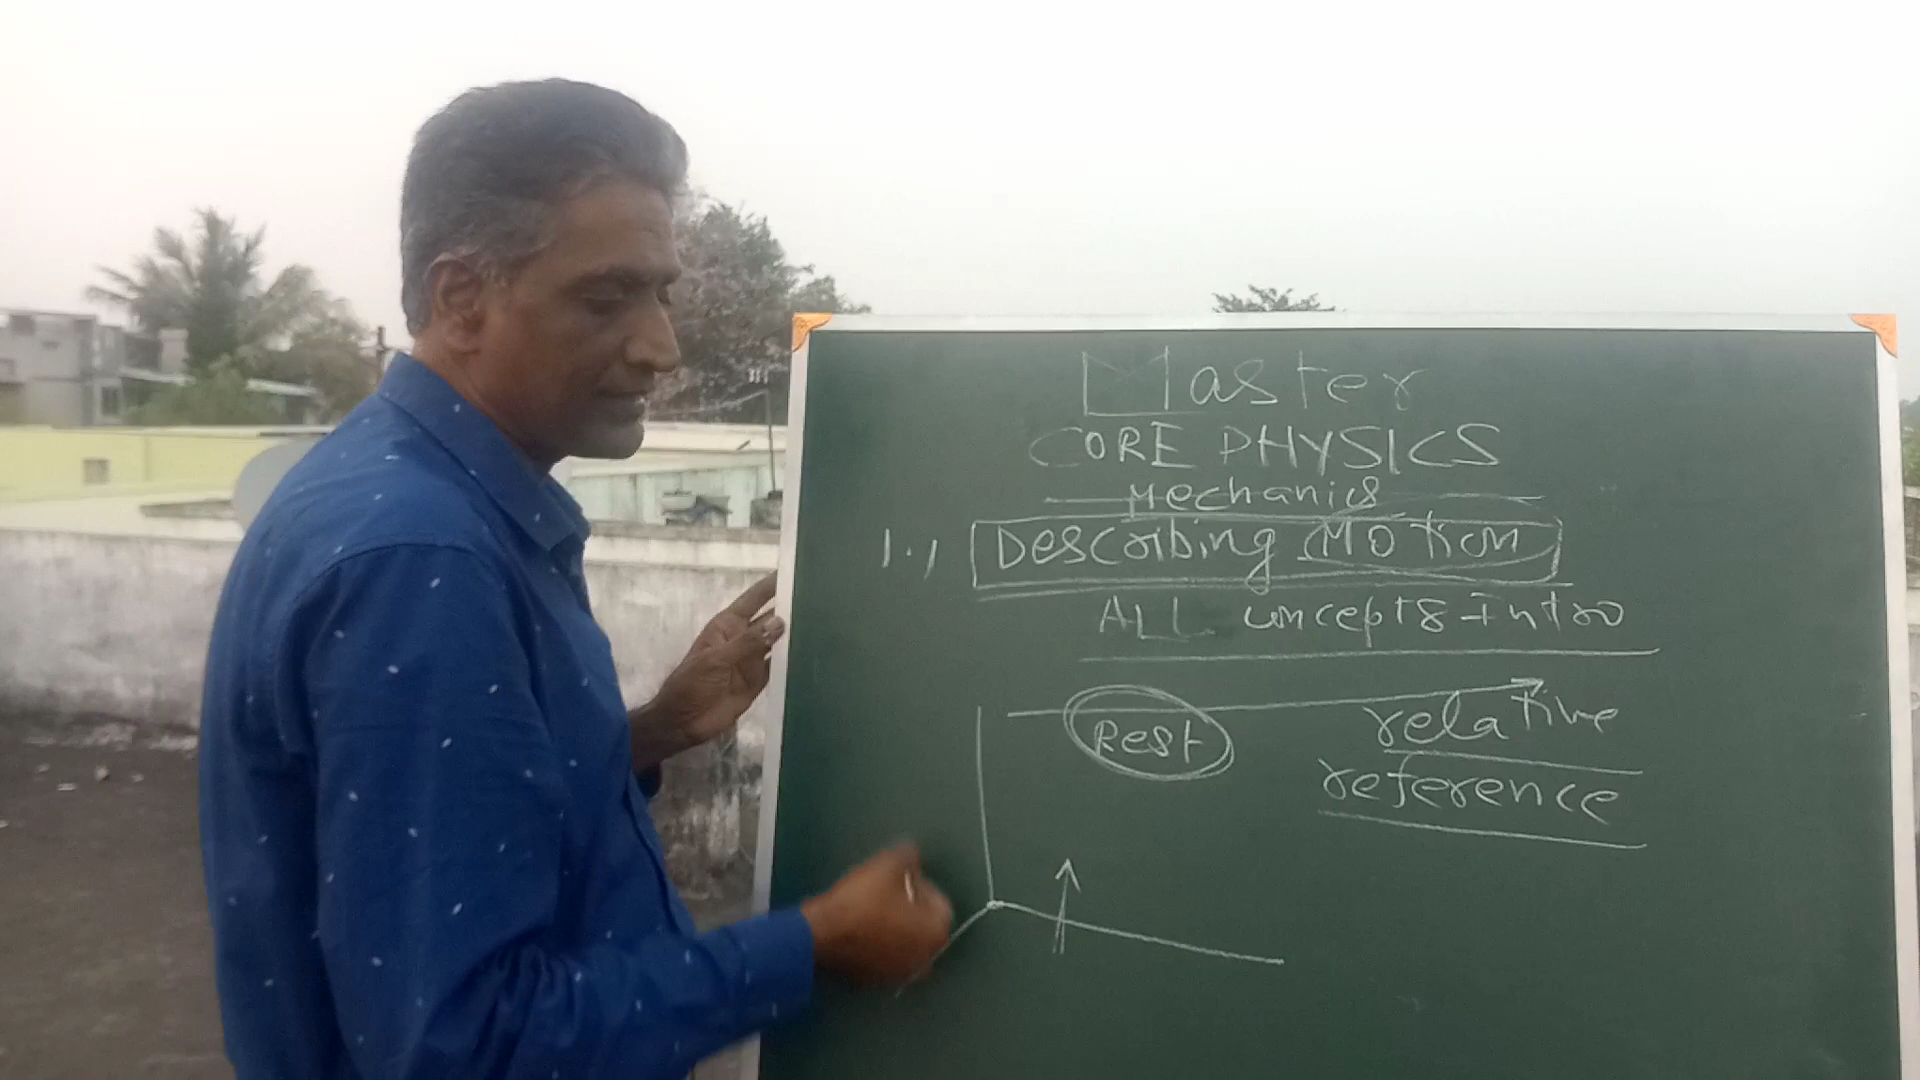 Master
CORE PHYSICS
Mechanics
1.1 Describing MOTION
ALL concepts-Intro
Rest
relative
reference